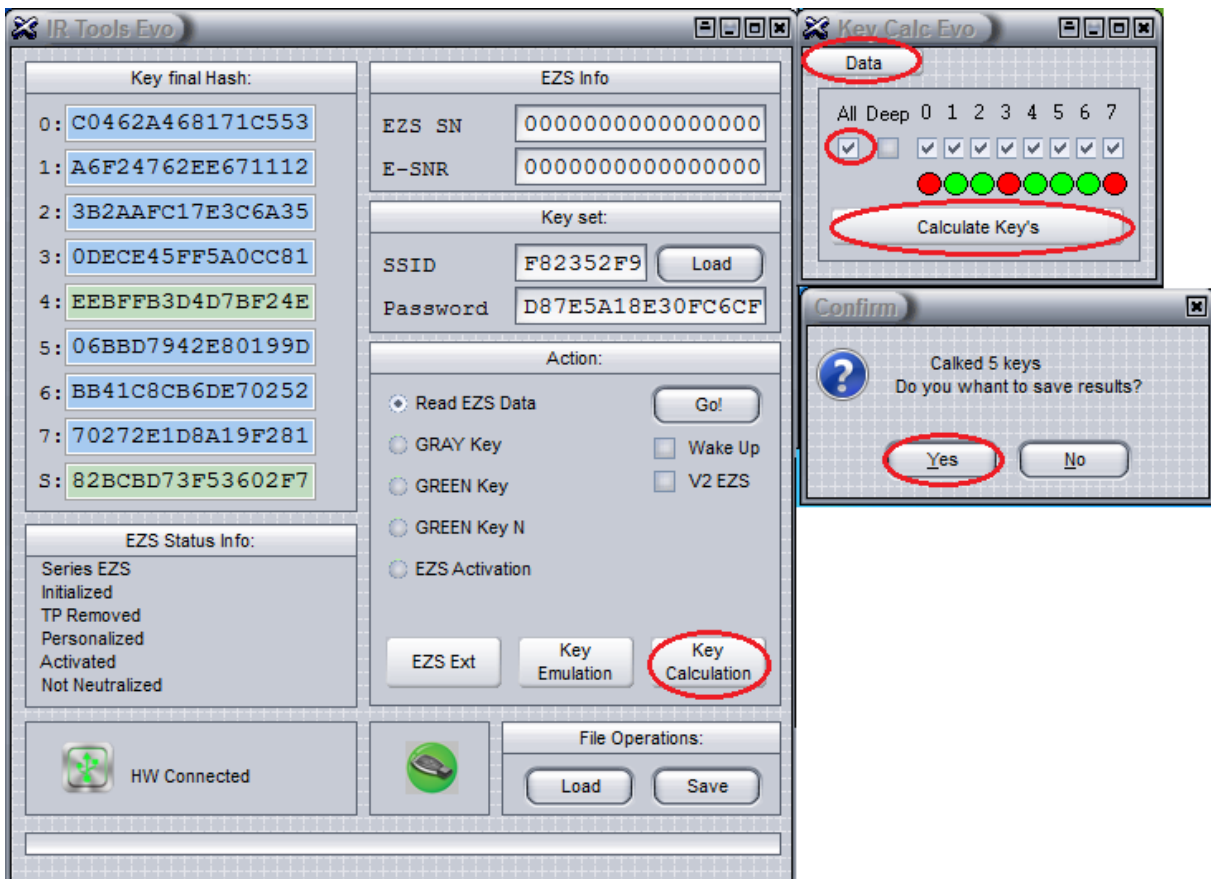 IR Tools Evo
Key final Hash:
0: C0462A468171C553
1: A6F24762EE671112
2: 3B2AAFC17E3C6A35
3: 0DECE45FF5A0CC81
4: EEBFFB3D4D7BF24E
5: 06BBD7942E80199D
6: BB41C8CB6DE70252
7: 70272E1D8A19F281
S: 82BCBD73F53602F7
EZS Status Info:
Series EZS
Initialized
TP Removed
Personalized
Activated
Not Neutralized
HW Connected
EZS Info
EZS SN 0000000000000000
E-SNR 0000000000000000
Key set:
SSID F82352F9 Load
Password D87E5A18E30FC6CF
Action:
Read EZS Data Go!
GRAY Key Wake Up
GREEN Key V2 EZS
GREEN Key N
EZS Activation
EZS Ext
Key
Emulation
Key
Calculation
File Operations:
Load Save
Key Calc Evo
Data
All Deep 0 1 2 3 4 5 6 7
Calculate Key's
Confirm
Calked 5 keys
Do you whant to save results?
Yes No